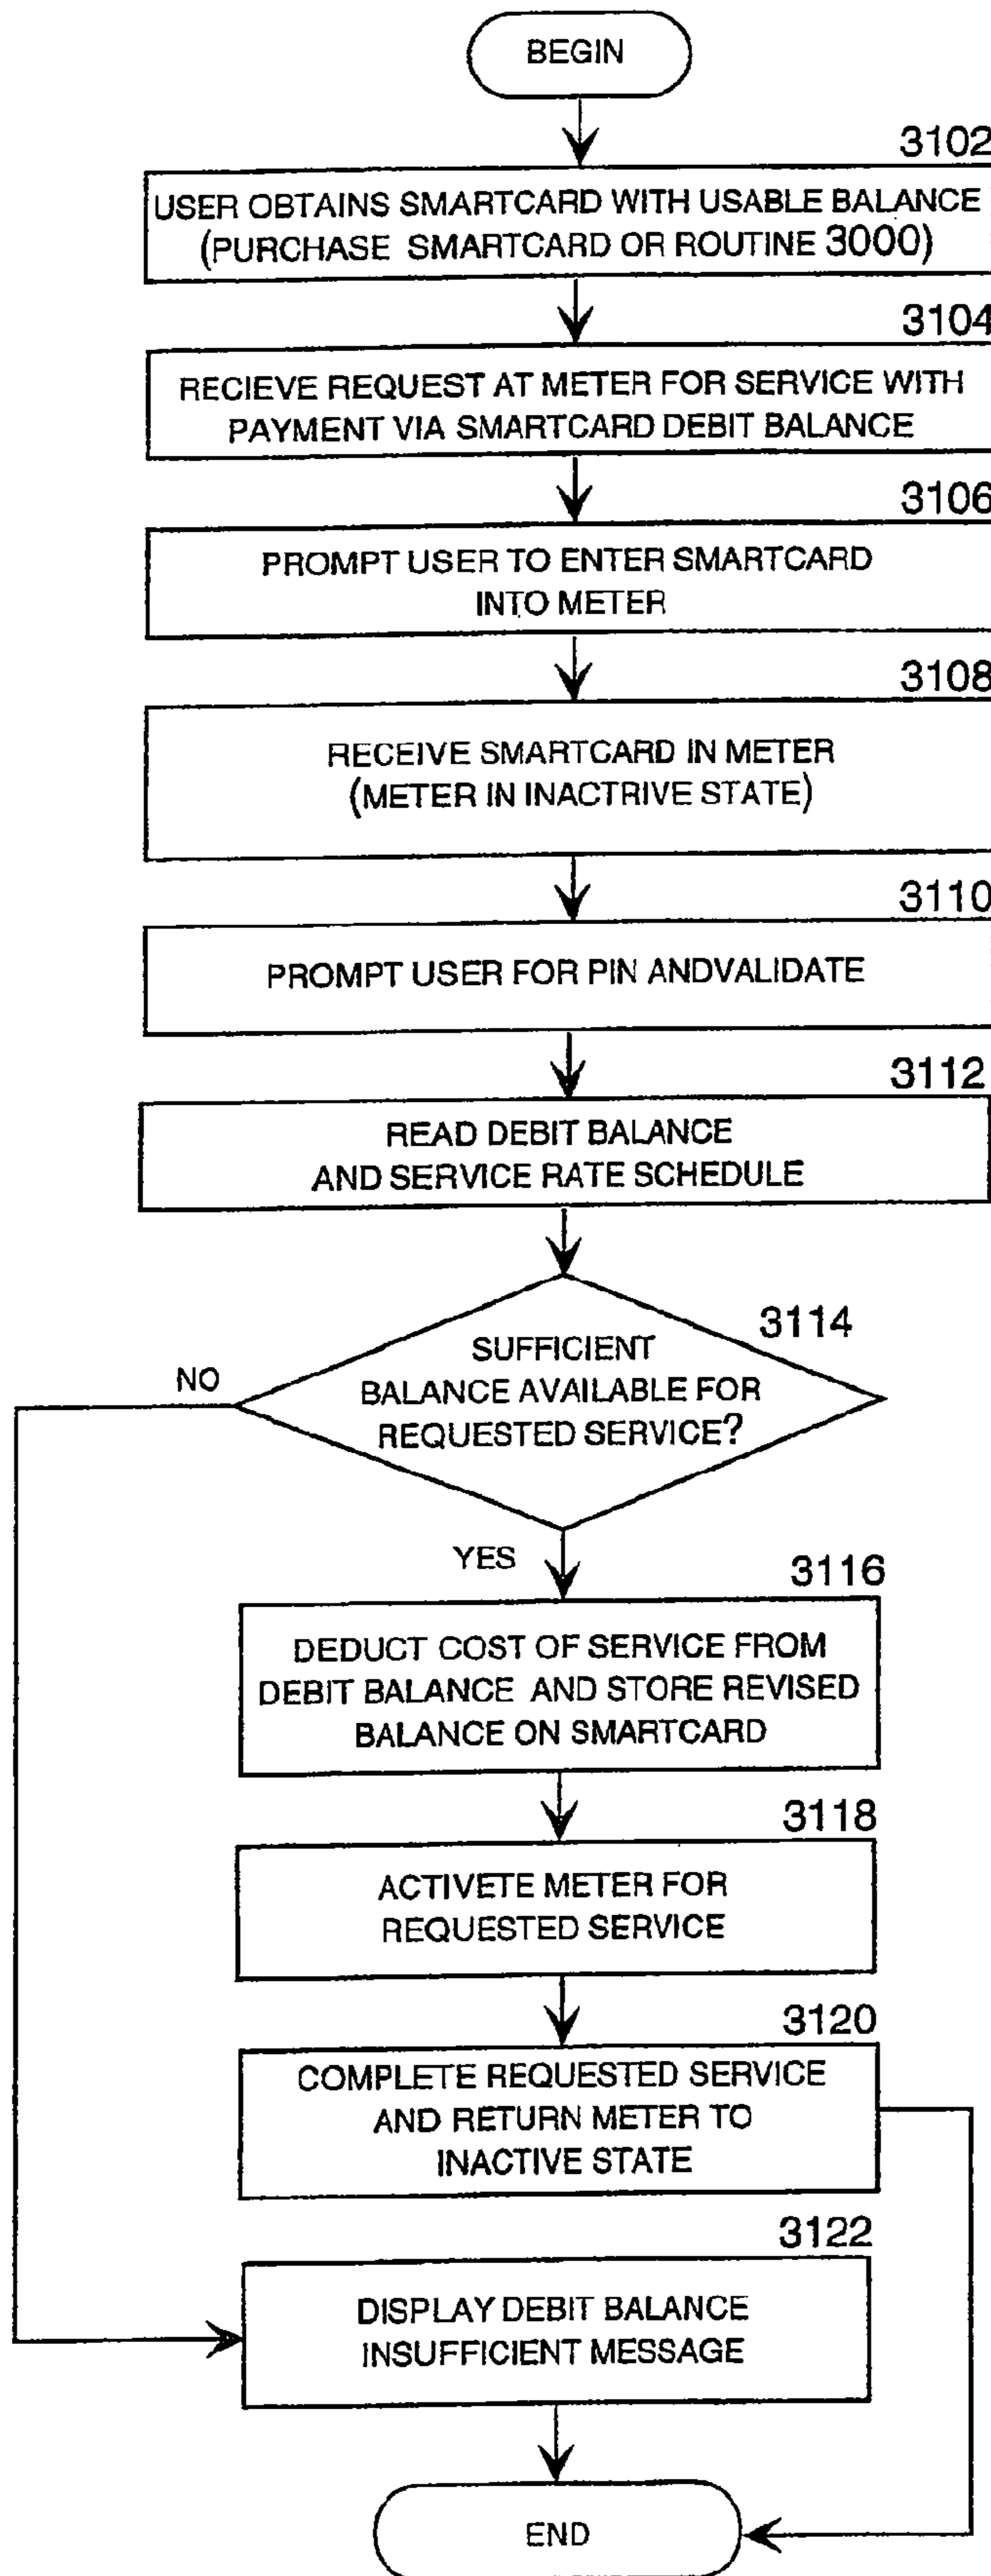 BEGIN
3102
USER OBTAINS SMARTCARD WITH USABLE BALANCE
(PURCHASE SMARTCARD OR ROUTINE 3000)
3104
RECIEVE REQUEST AT METER FOR SERVICE WITH
PAYMENT VIA SMARTCARD DEBIT BALANCE
3106
PROMPT USER TO ENTER SMARTCARD
INTO METER
3108
RECEIVE SMARTCARD IN METER
(METER IN INACTRIVE STATE)
3110
PROMPT USER FOR PIN ANDVALIDATE
3112
READ DEBIT BALANCE
AND SERVICE RATE SCHEDULE
3114
SUFFICIENT
BALANCE AVAILABLE FOR
REQUESTED SERVICE?
NO
YES
3116
DEDUCT COST OF SERVICE FROM
DEBIT BALANCE AND STORE REVISED
BALANCE ON SMARTCARD
3118
ACTIVETE METER FOR
REQUESTED SERVICE
3120
COMPLETE REQUESTED SERVICE
AND RETURN METER TO
INACTIVE STATE
3122
DISPLAY DEBIT BALANCE
INSUFFICIENT MESSAGE
END